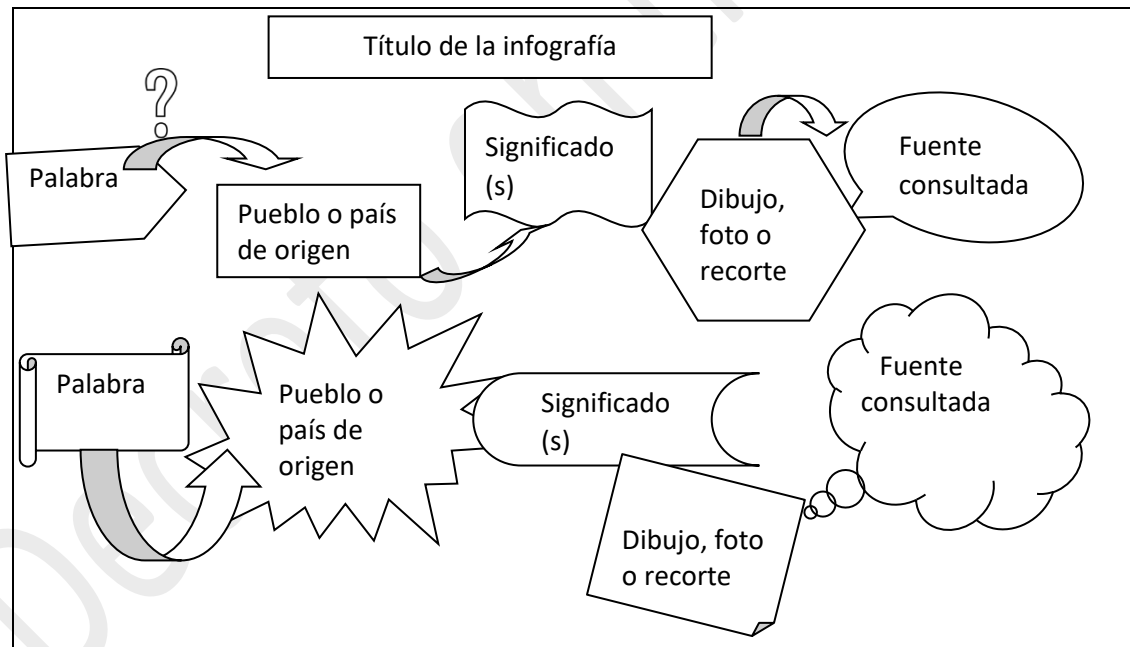 Título de la infografía
?
Palabra
Pueblo o país
de origen
Significado
(s)
Dibujo,
foto o
recorte
Fuente
consultada
Palabra
Pueblo o
país de
origen
Significado
(s)
Dibujo, foto
o recorte
Fuente
consultada